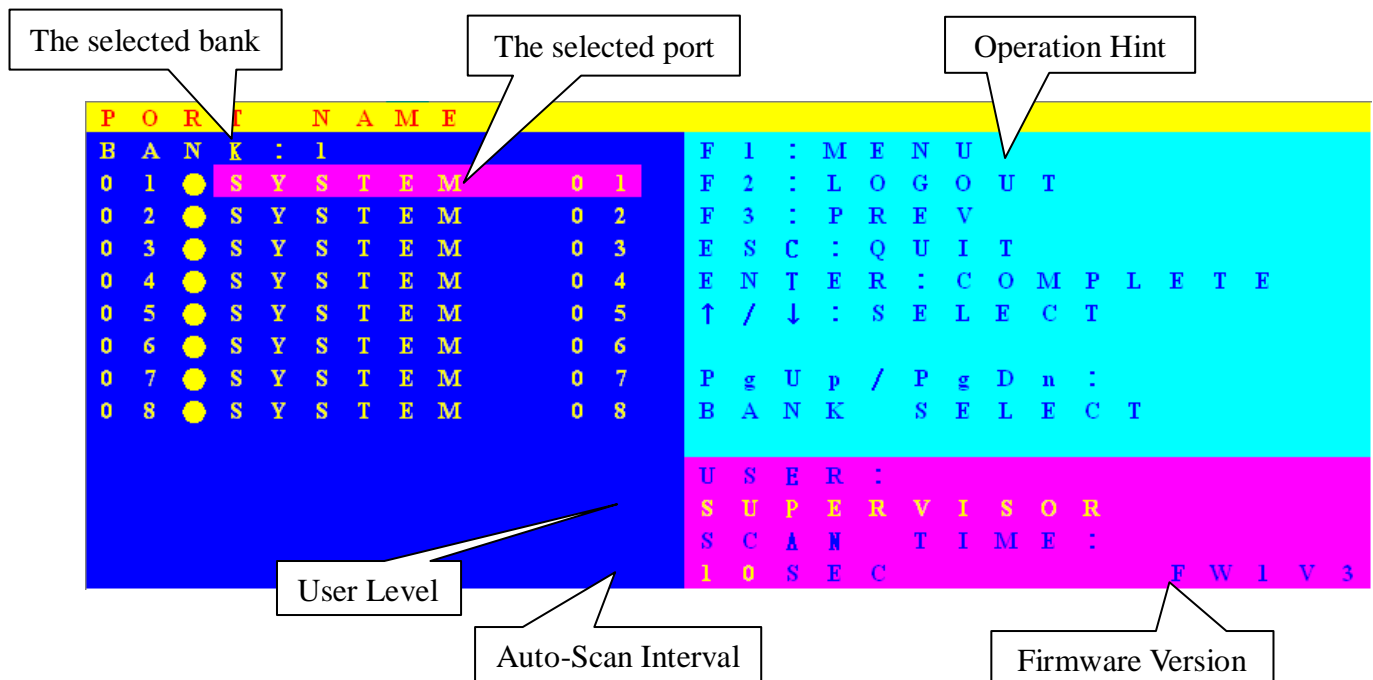 The selected bank
The selected port
Operation Hint
PORT NAME
BANK:1
01●SYSTEM 01
02●SYSTEM 02
03●SYSTEM 03
04●SYSTEM 04
05●SYSTEM 05
06●SYSTEM 06
07●SYSTEM 07
08●SYSTEM 08
F1:MENU
F2:LOGOUT
F3:PREV
ESC:QUIT
ENTER:COMPLETE
↑/↓:SELECT
PgUp/PgDn:
BANK SELECT
USER:
SUPERVISOR
SCAN TIME:
10SEC FW1V3
User Level
Auto-Scan Interval
Firmware Version